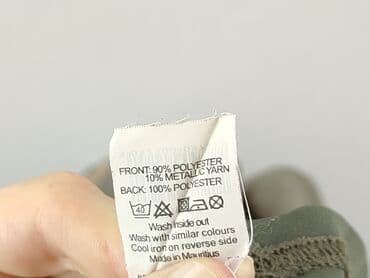 FRONT: 90% POLYESTER
10% METALLIC YARN
BACK: 100% POLYESTER
40
Wash inside out
Wash with similar colours
Cool iron on reverse side
Made in Mauritius